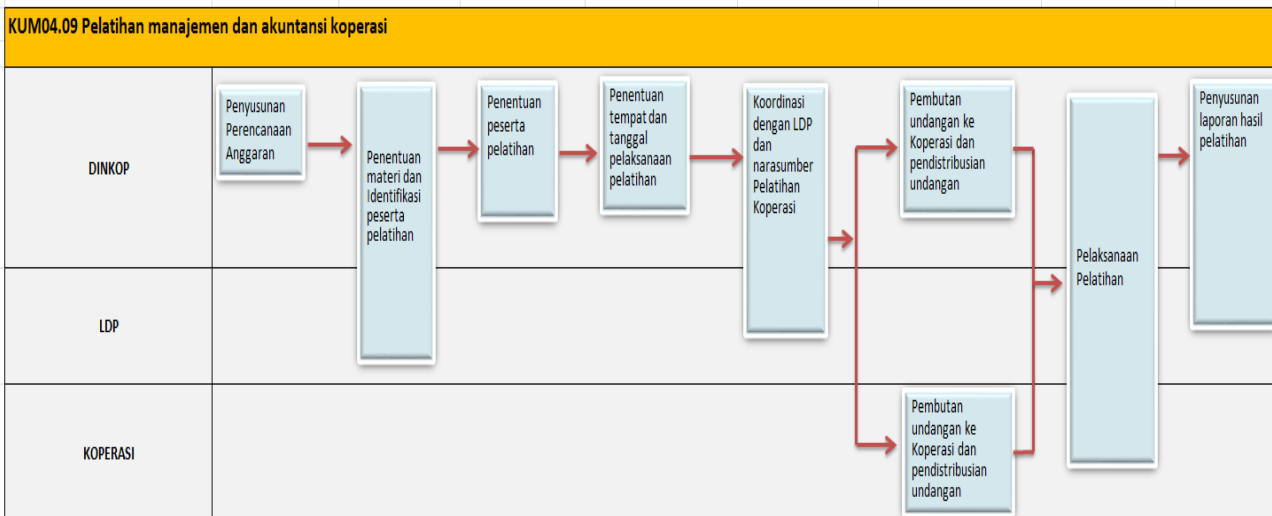 KUM04.09 Pelatihan manajemen dan akuntansi koperasi
DINKOP
Penyusunan
Perencanaan
Anggaran
Penentuan
materi dan
Identifikasi
peserta
pelatihan
Penentuan
peserta
pelatihan
Penentuan
tempat dan
tanggal
pelaksanaan
pelatihan
Koordinasi
dengan LDP
dan
narasumber
Pelatihan
Koperasi
Pembutan
undangan ke
Koperasi dan
pendistribusian
undangan
Pelaksanaan
Pelatihan
Penyusunan
laporan hasil
pelatihan
LDP
KOPERASI
Pembutan
undangan ke
Koperasi dan
pendistribusian
undangan